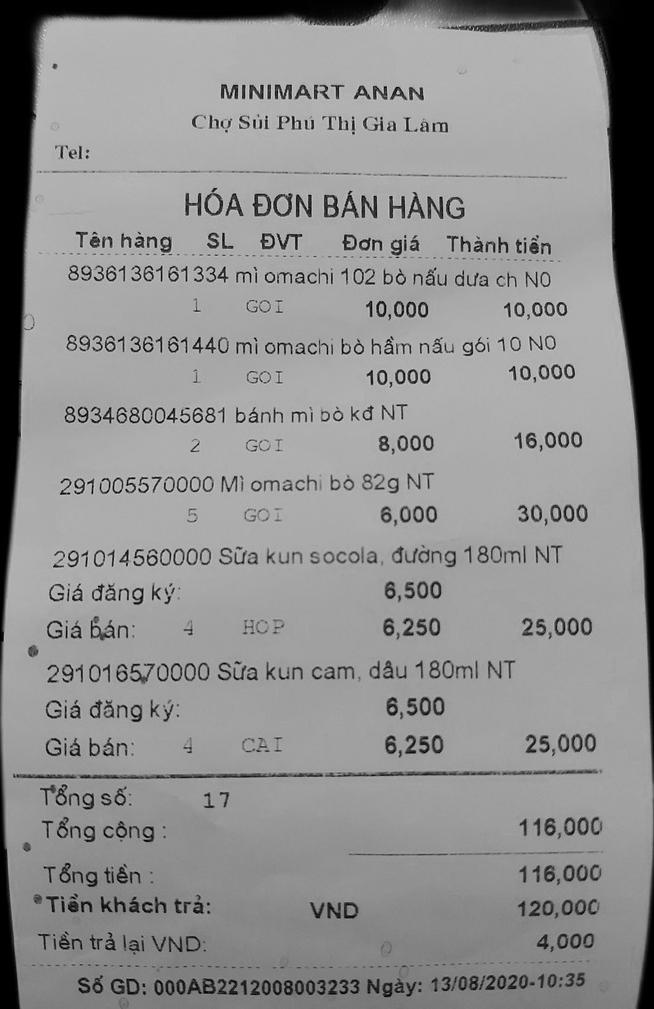 MINIMART ANAN
Chợ Sủi Phú Thị Gia Lâm
Tel:
HÓA ĐƠN BÁN HÀNG
Tên hàng SL ĐVT Đơn giá Thành tiền
8936136161334 mì omachi 102 bò nấu dưa ch N0
1 GOI 10,000 10,000
8936136161440 mì omachi bò hầm nấu gói 10 N0
1 GOI 10,000 10,000
8934680045681 bánh mì bò kđ NT
2 GOI 8,000 16,000
291005570000 Mì omachi bò 82g NT
5 GOI 6,000 30,000
291014560000 Sữa kun socola, đường 180ml NT
Giá đăng ký: 6,500
Giá bán: 4 HOP 6,250 25,000
291016570000 Sữa kun cam, dâu 180ml NT
Giá đăng ký: 6,500
Giá bán: 4 CAI 6,250 25,000
Tổng số: 17
Tổng cộng : 116,000
Tổng tiền : 116,000
Tiền khách trả: VND 120,000
Tiền trả lại VND: 4,000
Số GD: 000AB2212008003233 Ngày: 13/08/2020-10:35